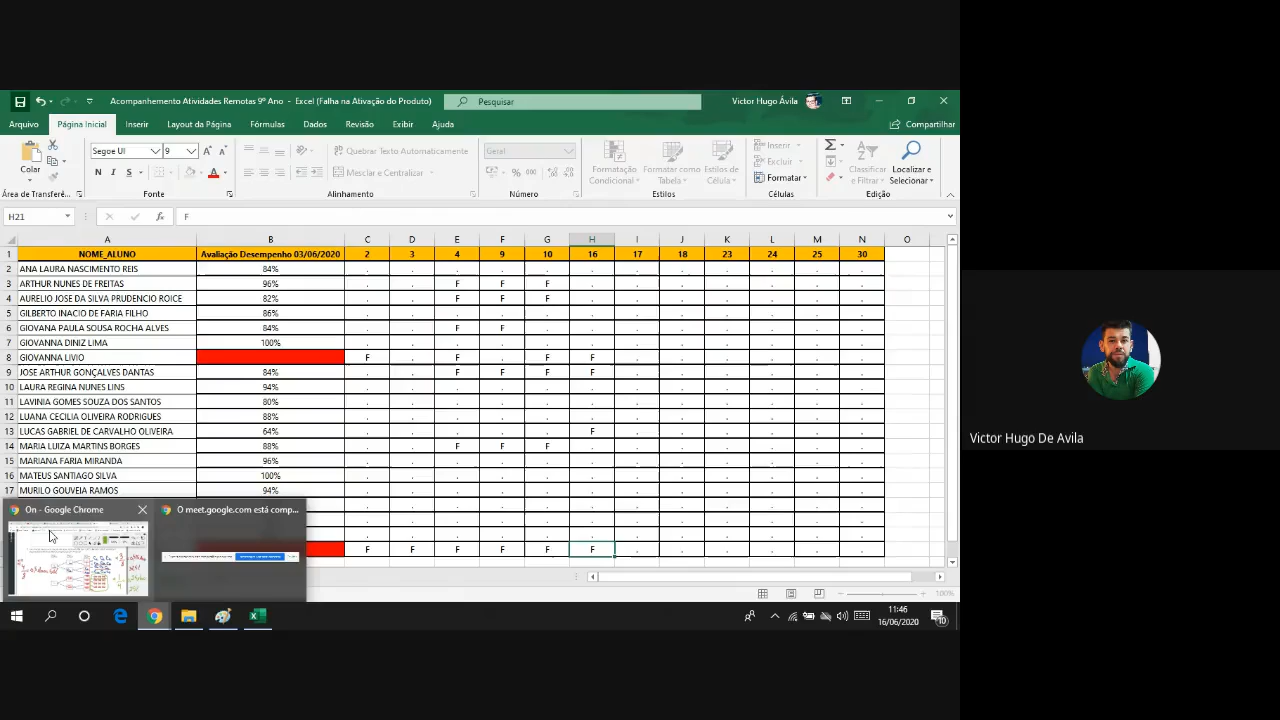 Acompanhemento Atividades Remotas 9º Ano - Excel (Falha na Ativação do Produto)
Pesquisar
Victor Hugo Ávila
Arquivo Página Inicial Inserir Layout da Página Fórmulas Dados Revisão Exibir Ajuda
Compartilhar
Colar
Segoe UI 9
N I S
Quebrar Texto Automaticamente
Mesclar e Centralizar
Geral
% 000
Formatação Condicional
Formatar como Tabela
Estilos de Célula
Inserir
Excluir
Formatar
Classificar e Filtrar
Localizar e Selecionar
Área de Transferê... Fonte Alinhamento Número Estilos Células Edição
H21 fx F
A B C D E F G H I J K L M N O
1 NOME_ALUNO Avaliação Desempenho 03/06/2020 2 3 4 9 10 16 17 18 23 24 25 30
2 ANA LAURA NASCIMENTO REIS 84% . . . . . . . . . . . .
3 ARTHUR NUNES DE FREITAS 96% . . F F F . . . . . . .
4 AURELIO JOSE DA SILVA PRUDENCIO ROICE 82% . . F F F . . . . . . .
5 GILBERTO INACIO DE FARIA FILHO 86% . . . . . . . . . . . .
6 GIOVANA PAULA SOUSA ROCHA ALVES 84% . . F F . . . . . . . .
7 GIOVANNA DINIZ LIMA 100% . . . . . . . . . . . .
8 GIOVANNA LIVIO F . F . F F . . . . . .
9 JOSE ARTHUR GONÇALVES DANTAS 84% . . F F F F . . . . . .
10 LAURA REGINA NUNES LINS 94% . . . . . . . . . . . .
11 LAVINIA GOMES SOUZA DOS SANTOS 80% . . . . . . . . . . . .
12 LUANA CECILIA OLIVEIRA RODRIGUES 88% . . . . . . . . . . . .
13 LUCAS GABRIEL DE CARVALHO OLIVEIRA 64% . . . . . F . . . . . .
14 MARIA LUIZA MARTINS BORGES 88% . . F F F . . . . . . .
15 MARIANA FARIA MIRANDA 96% . . . . . . . . . . . .
16 MATEUS SANTIAGO SILVA 100% . . . . . . . . . . . .
17 MURILO GOUVEIA RAMOS 94% . . . . . . . . . . . .
On - Google Chrome
O meet.google.com está comp...
F F F F F F . . . . . .
100%
11:46
16/06/2020
10
Victor Hugo De Avila